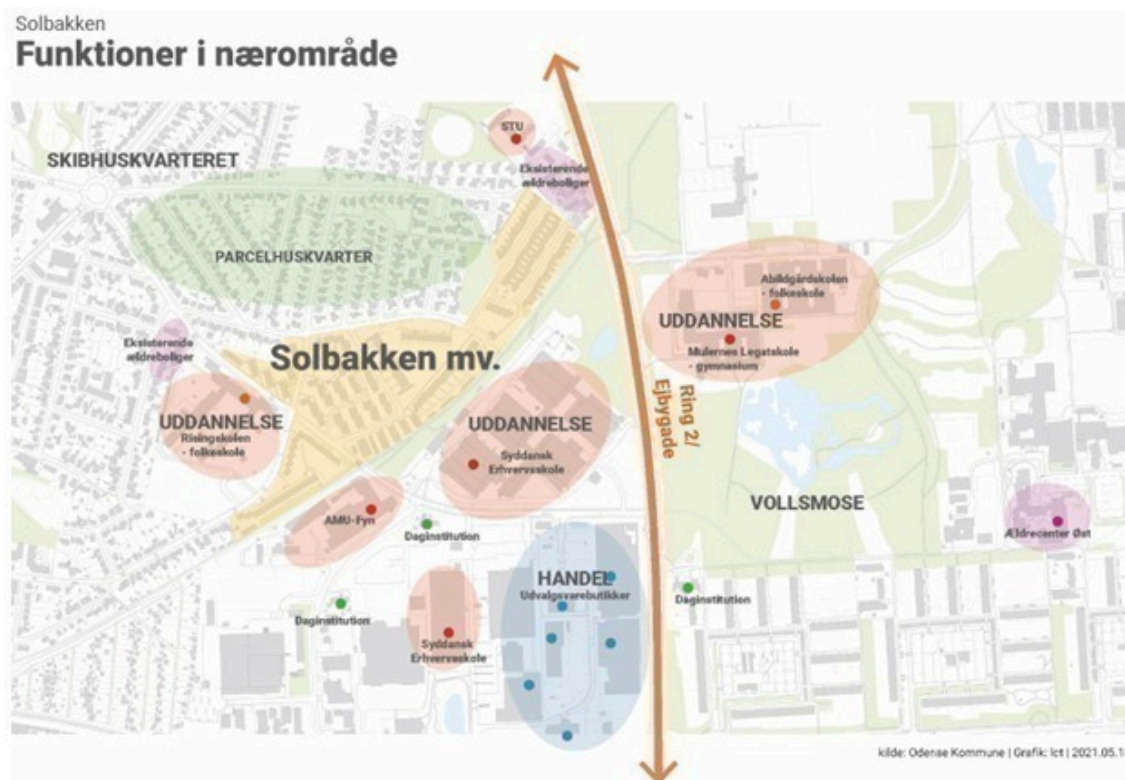 Solbakken
Funktioner i nærområde
STU
SKIBHUSKVARTERET
Eksisterende
ældreboliger
PARCELHUSKVARTER
Abildgårdskolen
- folkeskole
UDDANNELSE
Mulernes Legatskole
- gymnasium
Eksisterende
ældreboliger
Solbakken mv.
Ring 2/
Ejbygade
UDDANNELSE
Risingskolen
- folkeskole
UDDANNELSE
Syddansk
Erhvervsskole
VOLLSMOSE
AMU-Fyn
Daginstitution
Ældrecenter Øst
HANDEL
Udvalgsvarebutikker
Daginstitution
Daginstitution
Syddansk
Erhvervsskole
kilde: Odense Kommune | Grafik: lct | 2021.05.1